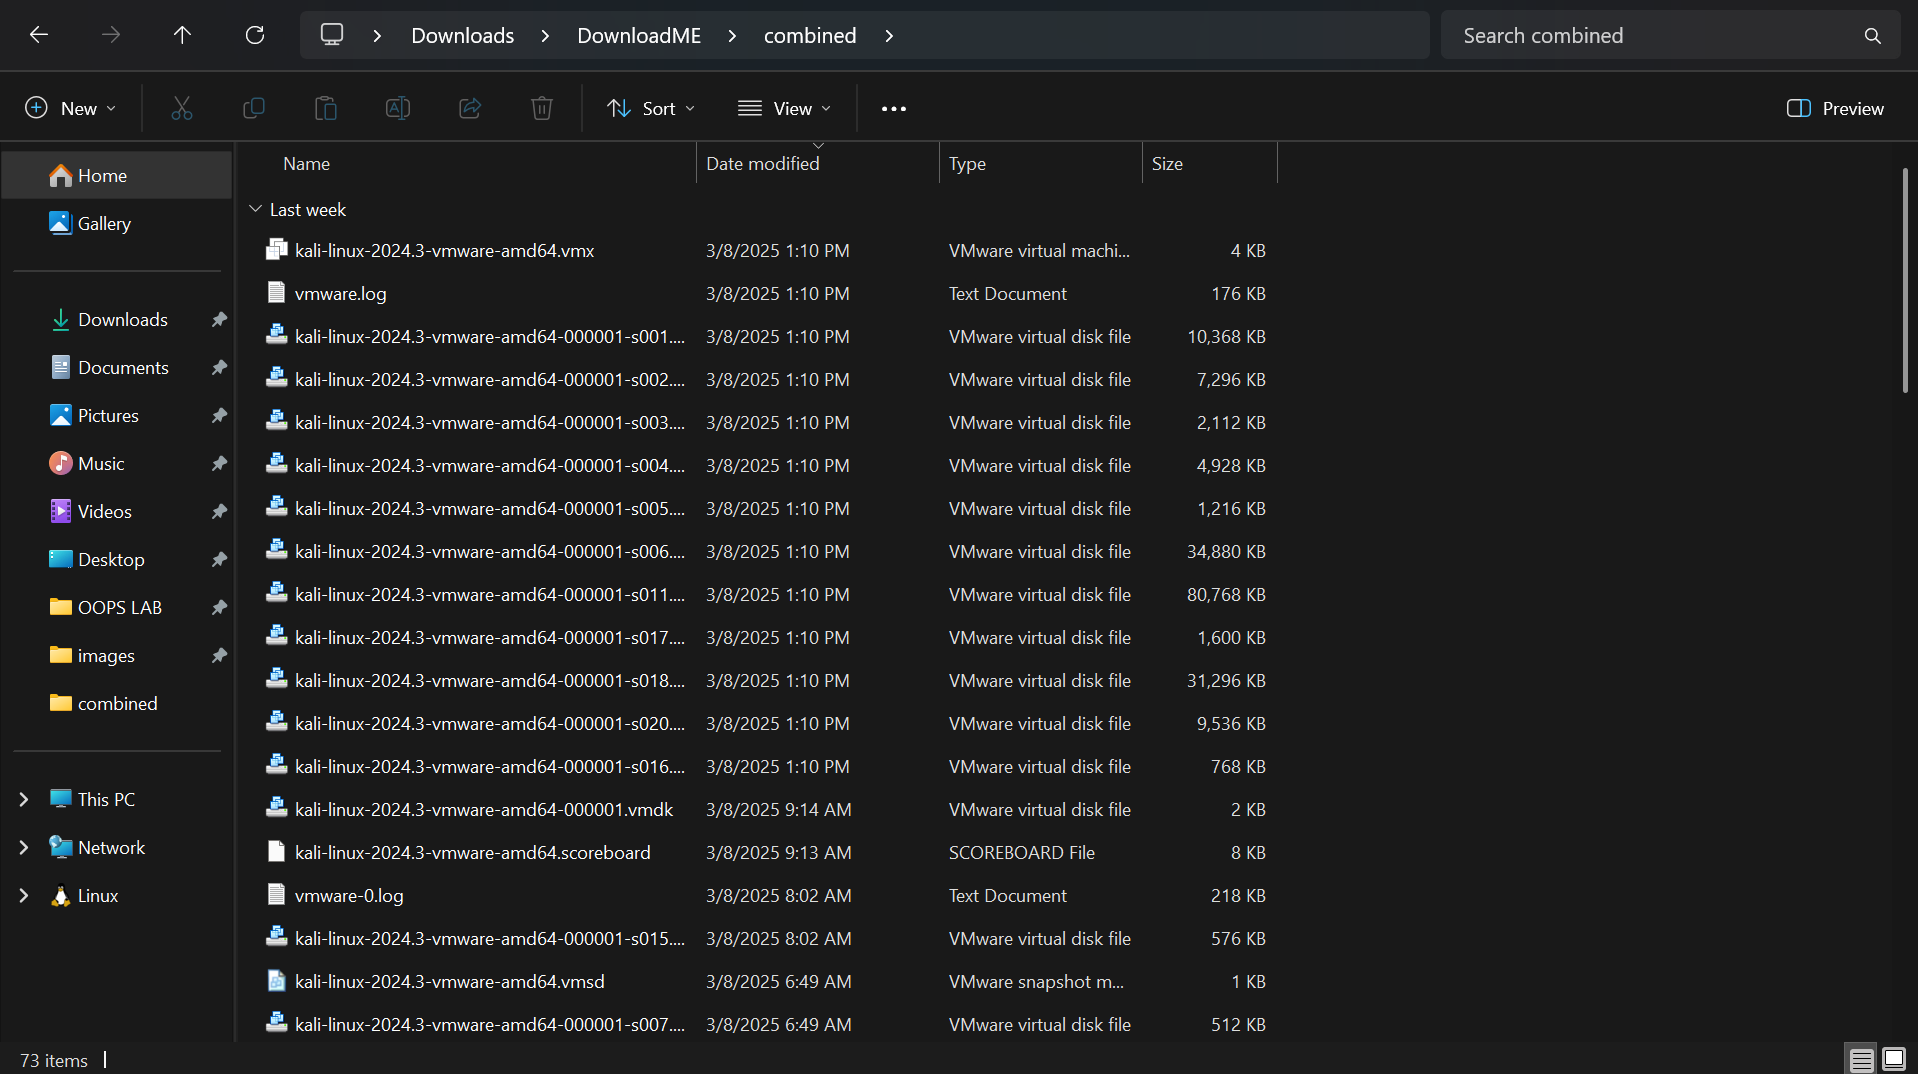 Downloads > DownloadME > combined >
Search combined
New Sort View ... Preview
Home
Gallery
Downloads
Documents
Pictures
Music
Videos
Desktop
OOPS LAB
images
combined
This PC
Network
Linux
Name Date modified Type Size
Last week
kali-linux-2024.3-vmware-amd64.vmx 3/8/2025 1:10 PM VMware virtual machi... 4 KB
vmware.log 3/8/2025 1:10 PM Text Document 176 KB
kali-linux-2024.3-vmware-amd64-000001-s001.... 3/8/2025 1:10 PM VMware virtual disk file 10,368 KB
kali-linux-2024.3-vmware-amd64-000001-s002.... 3/8/2025 1:10 PM VMware virtual disk file 7,296 KB
kali-linux-2024.3-vmware-amd64-000001-s003.... 3/8/2025 1:10 PM VMware virtual disk file 2,112 KB
kali-linux-2024.3-vmware-amd64-000001-s004.... 3/8/2025 1:10 PM VMware virtual disk file 4,928 KB
kali-linux-2024.3-vmware-amd64-000001-s005.... 3/8/2025 1:10 PM VMware virtual disk file 1,216 KB
kali-linux-2024.3-vmware-amd64-000001-s006.... 3/8/2025 1:10 PM VMware virtual disk file 34,880 KB
kali-linux-2024.3-vmware-amd64-000001-s011.... 3/8/2025 1:10 PM VMware virtual disk file 80,768 KB
kali-linux-2024.3-vmware-amd64-000001-s017.... 3/8/2025 1:10 PM VMware virtual disk file 1,600 KB
kali-linux-2024.3-vmware-amd64-000001-s018.... 3/8/2025 1:10 PM VMware virtual disk file 31,296 KB
kali-linux-2024.3-vmware-amd64-000001-s020.... 3/8/2025 1:10 PM VMware virtual disk file 9,536 KB
kali-linux-2024.3-vmware-amd64-000001-s016.... 3/8/2025 1:10 PM VMware virtual disk file 768 KB
kali-linux-2024.3-vmware-amd64-000001.vmdk 3/8/2025 9:14 AM VMware virtual disk file 2 KB
kali-linux-2024.3-vmware-amd64.scoreboard 3/8/2025 9:13 AM SCOREBOARD File 8 KB
vmware-0.log 3/8/2025 8:02 AM Text Document 218 KB
kali-linux-2024.3-vmware-amd64-000001-s015.... 3/8/2025 8:02 AM VMware virtual disk file 576 KB
kali-linux-2024.3-vmware-amd64.vmsd 3/8/2025 6:49 AM VMware snapshot m... 1 KB
kali-linux-2024.3-vmware-amd64-000001-s007.... 3/8/2025 6:49 AM VMware virtual disk file 512 KB
73 items